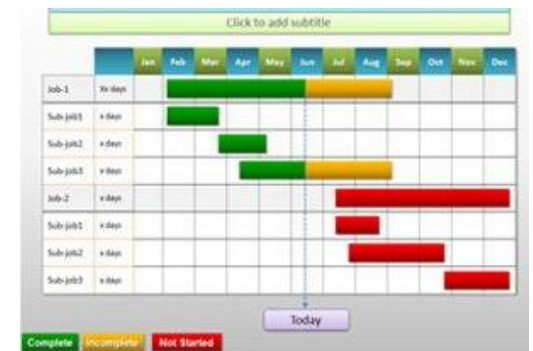 Click to add subtitle
Jan Feb Mar Apr May Jun Jul Aug Sep Oct Nov Dec
Job-1 Xx days
Sub-job1 x days
Sub-job2 x days
Sub-job3 x days
Job-2 x days
Sub-job1 x days
Sub-job2 x days
Sub-job3 x days
Today
Complete Incomplete Not Started